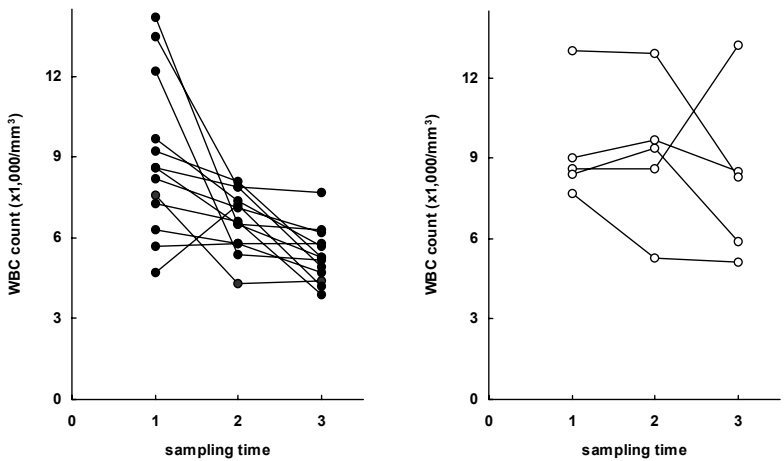 WBC count (x1,000/mm³)
12
9
6
3
0
0 1 2 3
sampling time
WBC count (x1,000/mm³)
12
9
6
3
0
0 1 2 3
sampling time